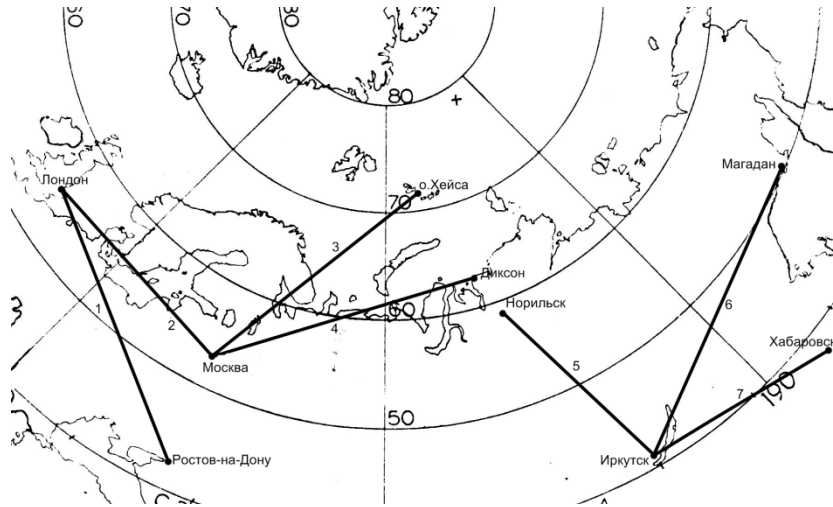 80
о.Хейса
Магадан
Лондон
70
3
Диксон
Норильск
60
1
2
4
6
Хабаровск
Москва
5
50
7
190
Ростов-на-Дону
Иркутск